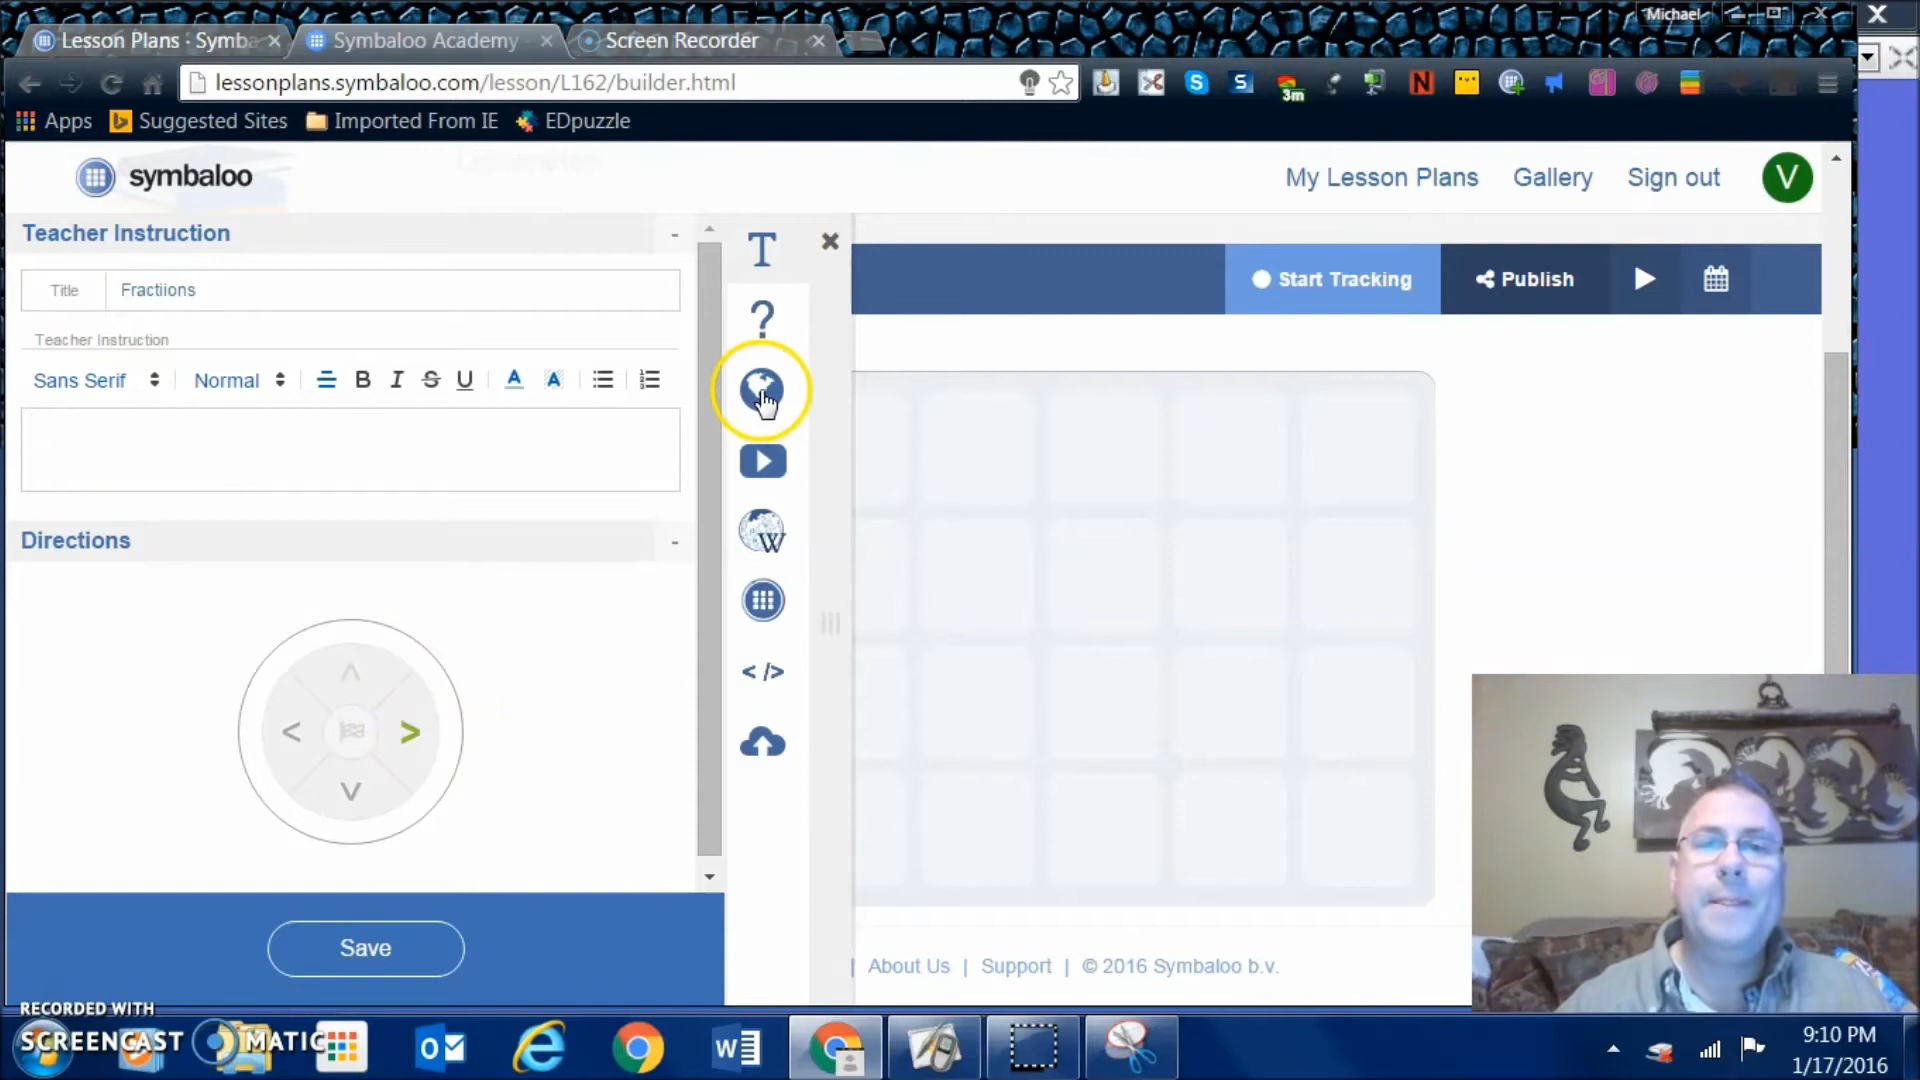 Michael
Lesson Plans - Symba
Symbaloo Academy
Screen Recorder
lessonplans.symbaloo.com/lesson/L162/builder.html
3m
Apps
Suggested Sites
Imported From IE
EDpuzzle
symbaloo
My Lesson Plans
Gallery
Sign out
V
Teacher Instruction
Title
Fractiions
Teacher Instruction
Sans Serif
Normal
B I S U A A
T
?
W
</>
Start Tracking
Publish
Directions
Save
| About Us | Support | © 2016 Symbaloo b.v.
RECORDED WITH
SCREENCAST MATIC
9:10 PM
1/17/2016